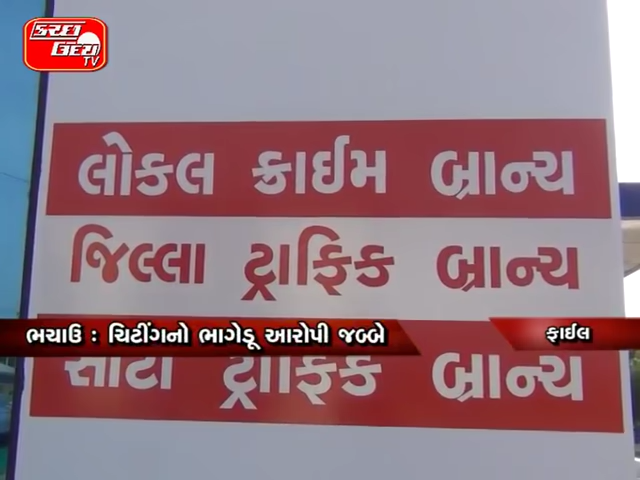 કચ્છ
ઉદય
TV
લોકલ ક્રાઈમ બ્રાન્ચ
જિલ્લા ટ્રાફિક બ્રાન્ચ
ભચાઉ : ચિટીંગનો ભાગેડૂ આરોપી જબ્બે
ફાઈલ
સીટી ટ્રાફિક બ્રાન્ચ